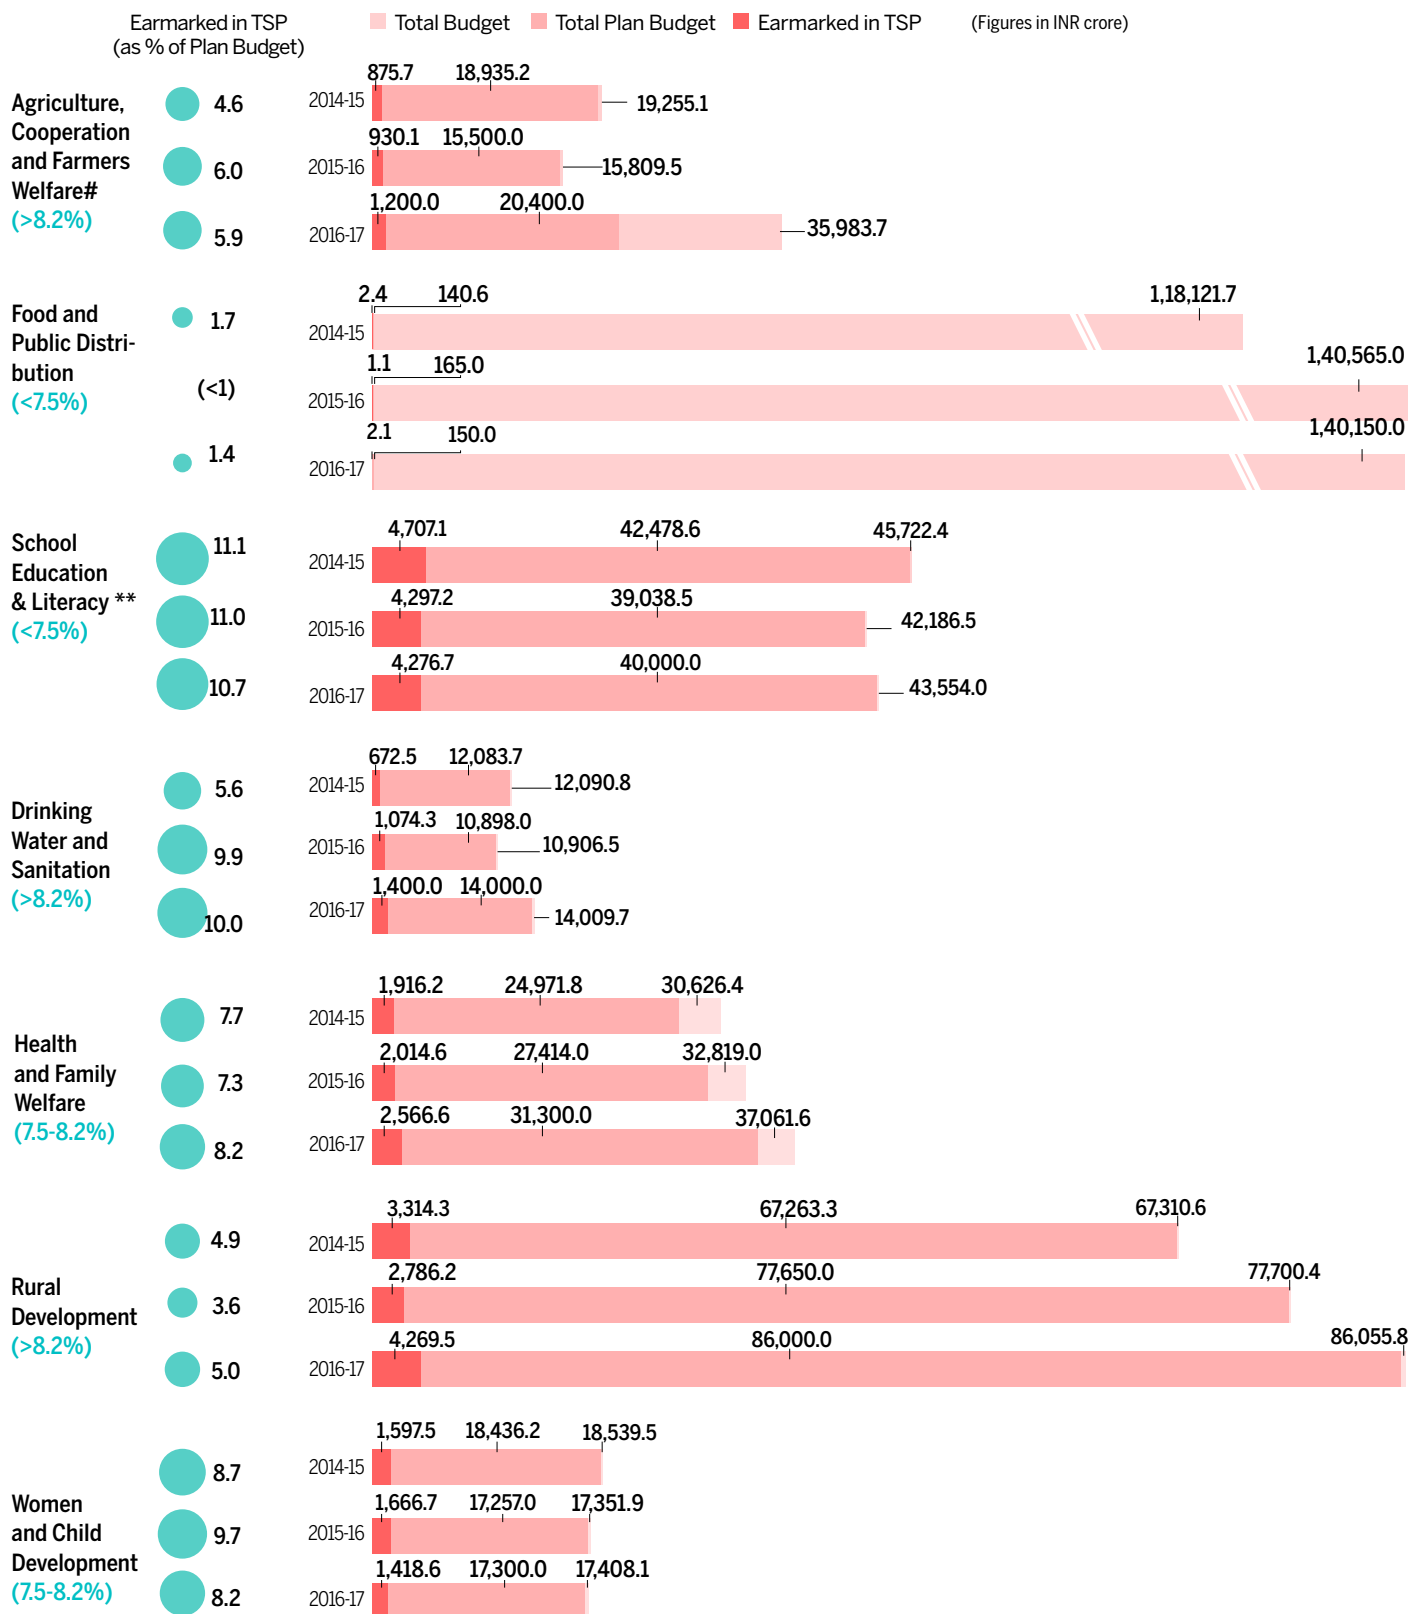 Earmarked in TSP
(as % of Plan Budget)
Total Budget Total Plan Budget Earmarked in TSP (Figures in INR crore)
Agriculture,
Cooperation
and Farmers
Welfare#
(>8.2%)
4.6
6.0
5.9
875.7 18,935.2
2014-15 19,255.1
930.1 15,500.0
2015-16 15,809.5
1,200.0 20,400.0
2016-17 35,983.7
Food and
Public Distri-
bution
(<7.5%)
1.7
(<1)
1.4
2.4 140.6 1,18,121.7
2014-15
1.1 165.0 1,40,565.0
2015-16
2.1 150.0 1,40,150.0
2016-17
School
Education
& Literacy **
(<7.5%)
11.1
11.0
10.7
4,707.1 42,478.6 45,722.4
2014-15
4,297.2 39,038.5
2015-16 42,186.5
4,276.7 40,000.0
2016-17 43,554.0
Drinking
Water and
Sanitation
(>8.2%)
5.6
9.9
10.0
672.5 12,083.7
2014-15 12,090.8
1,074.3 10,898.0
2015-16 10,906.5
1,400.0 14,000.0
2016-17 14,009.7
Health
and Family
Welfare
(7.5-8.2%)
7.7
7.3
8.2
1,916.2 24,971.8 30,626.4
2014-15
2,014.6 27,414.0 32,819.0
2015-16
2,566.6 31,300.0 37,061.6
2016-17
Rural
Development
(>8.2%)
4.9
3.6
5.0
3,314.3 67,263.3 67,310.6
2014-15
2,786.2 77,650.0 77,700.4
2015-16
4,269.5 86,000.0 86,055.8
2016-17
Women
and Child
Development
(7.5-8.2%)
8.7
9.7
8.2
1,597.5 18,436.2 18,539.5
2014-15
1,666.7 17,257.0 17,351.9
2015-16
1,418.6 17,300.0 17,408.1
2016-17